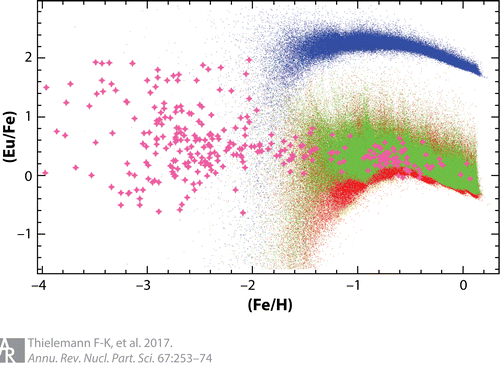 2
1
0
−1
(Eu/Fe)
−4
−3
−2
−1
0
(Fe/H)
AR
Thielemann F-K, et al. 2017.
Annu. Rev. Nucl. Part. Sci. 67:253–74